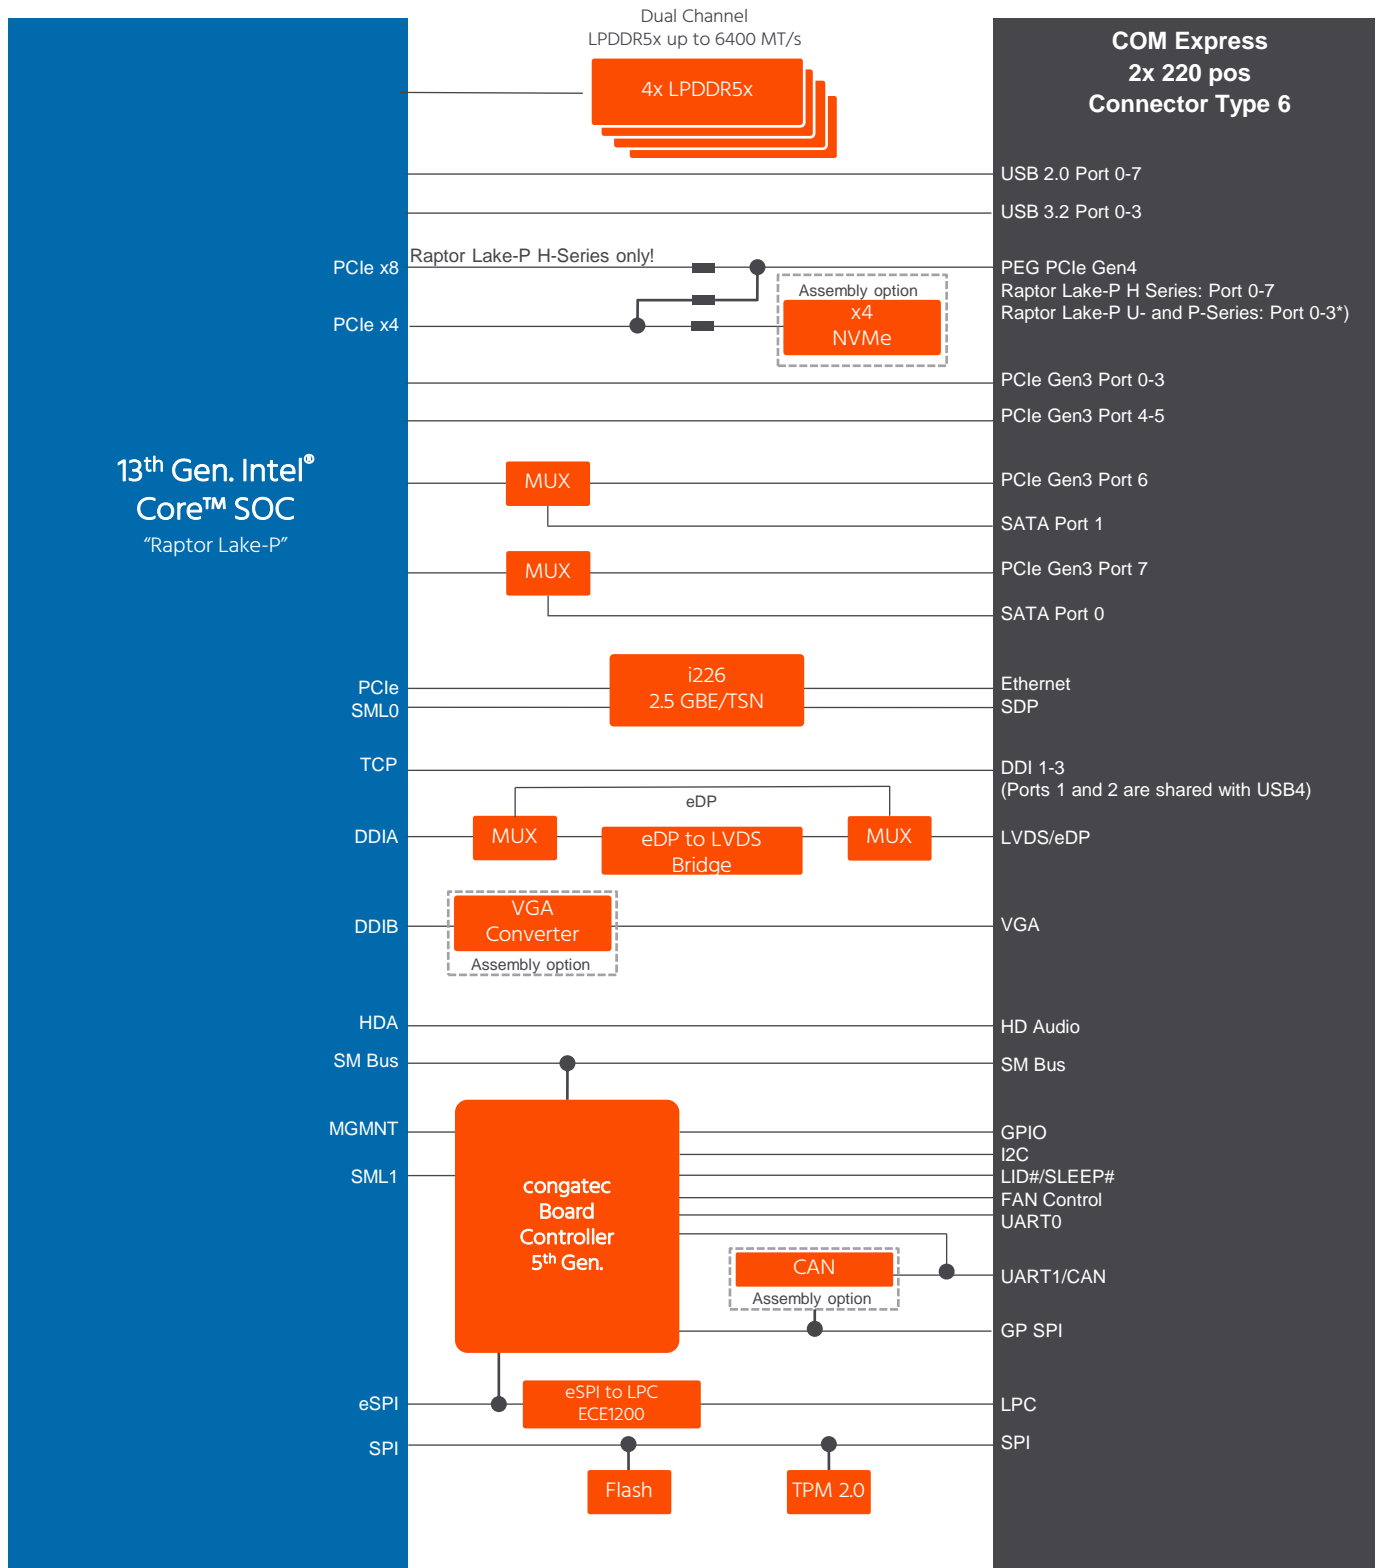 Dual Channel
LPDDR5x up to 6400 MT/s
4x LPDDR5x
COM Express
2x 220 pos
Connector Type 6
USB 2.0 Port 0-7
USB 3.2 Port 0-3
PCIe x8
Raptor Lake-P H-Series only!
PEG PCIe Gen4
Raptor Lake-P H Series: Port 0-7
Raptor Lake-P U- and P-Series: Port 0-3*)
Assembly option
x4
NVMe
PCIe x4
PCIe Gen3 Port 0-3
PCIe Gen3 Port 4-5
13th Gen. Intel®
Core™ SOC
“Raptor Lake-P”
MUX
PCIe Gen3 Port 6
SATA Port 1
MUX
PCIe Gen3 Port 7
SATA Port 0
PCIe
SML0
i226
2.5 GBE/TSN
Ethernet
SDP
TCP
DDI 1-3
(Ports 1 and 2 are shared with USB4)
eDP
DDIA
MUX
eDP to LVDS
Bridge
MUX
LVDS/eDP
DDIB
VGA
Converter
Assembly option
VGA
HDA
HD Audio
SM Bus
SM Bus
MGMNT
SML1
congatec
Board
Controller
5th Gen.
GPIO
I2C
LID#/SLEEP#
FAN Control
UART0
CAN
Assembly option
UART1/CAN
GP SPI
eSPI
eSPI to LPC
ECE1200
LPC
SPI
SPI
Flash
TPM 2.0